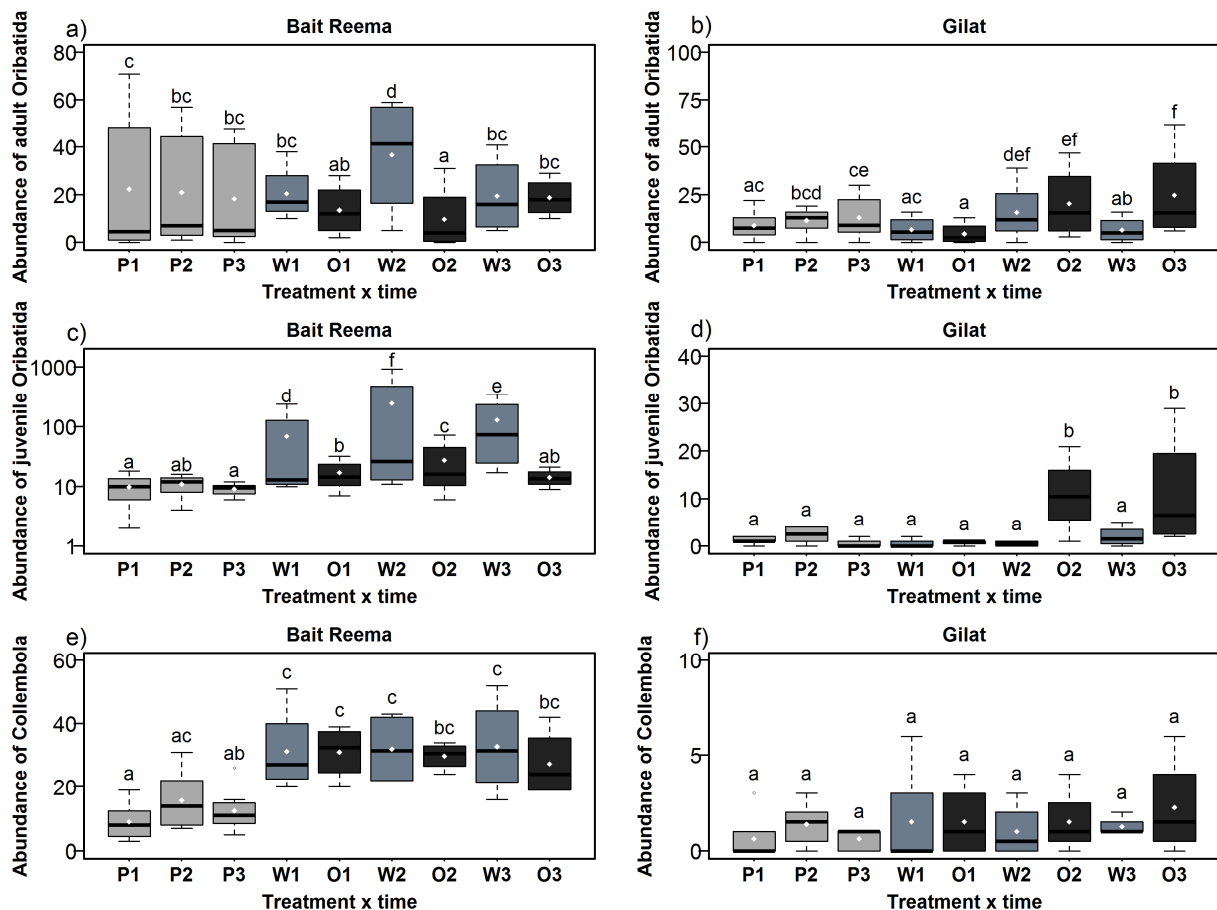 a)
Bait Reema
Abundance of adult Oribatida
80
60
40
20
0
c bc bc bc ab d a bc bc
P1 P2 P3 W1 O1 W2 O2 W3 O3
Treatment x time
b)
Gilat
Abundance of adult Oribatida
100
75
50
25
0
ac bcd ce ac a def ef ab f
P1 P2 P3 W1 O1 W2 O2 W3 O3
Treatment x time
c)
Bait Reema
Abundance of juvenile Oribatida
1000
100
10
1
a ab a d b f c e ab
P1 P2 P3 W1 O1 W2 O2 W3 O3
Treatment x time
d)
Gilat
Abundance of juvenile Oribatida
40
30
20
10
0
a a a a a a b a b
P1 P2 P3 W1 O1 W2 O2 W3 O3
Treatment x time
e)
Bait Reema
Abundance of Collembola
60
40
20
0
a ac ab c c c bc c bc
P1 P2 P3 W1 O1 W2 O2 W3 O3
Treatment x time
f)
Gilat
Abundance of Collembola
10
5
0
a a a a a a a a a
P1 P2 P3 W1 O1 W2 O2 W3 O3
Treatment x time